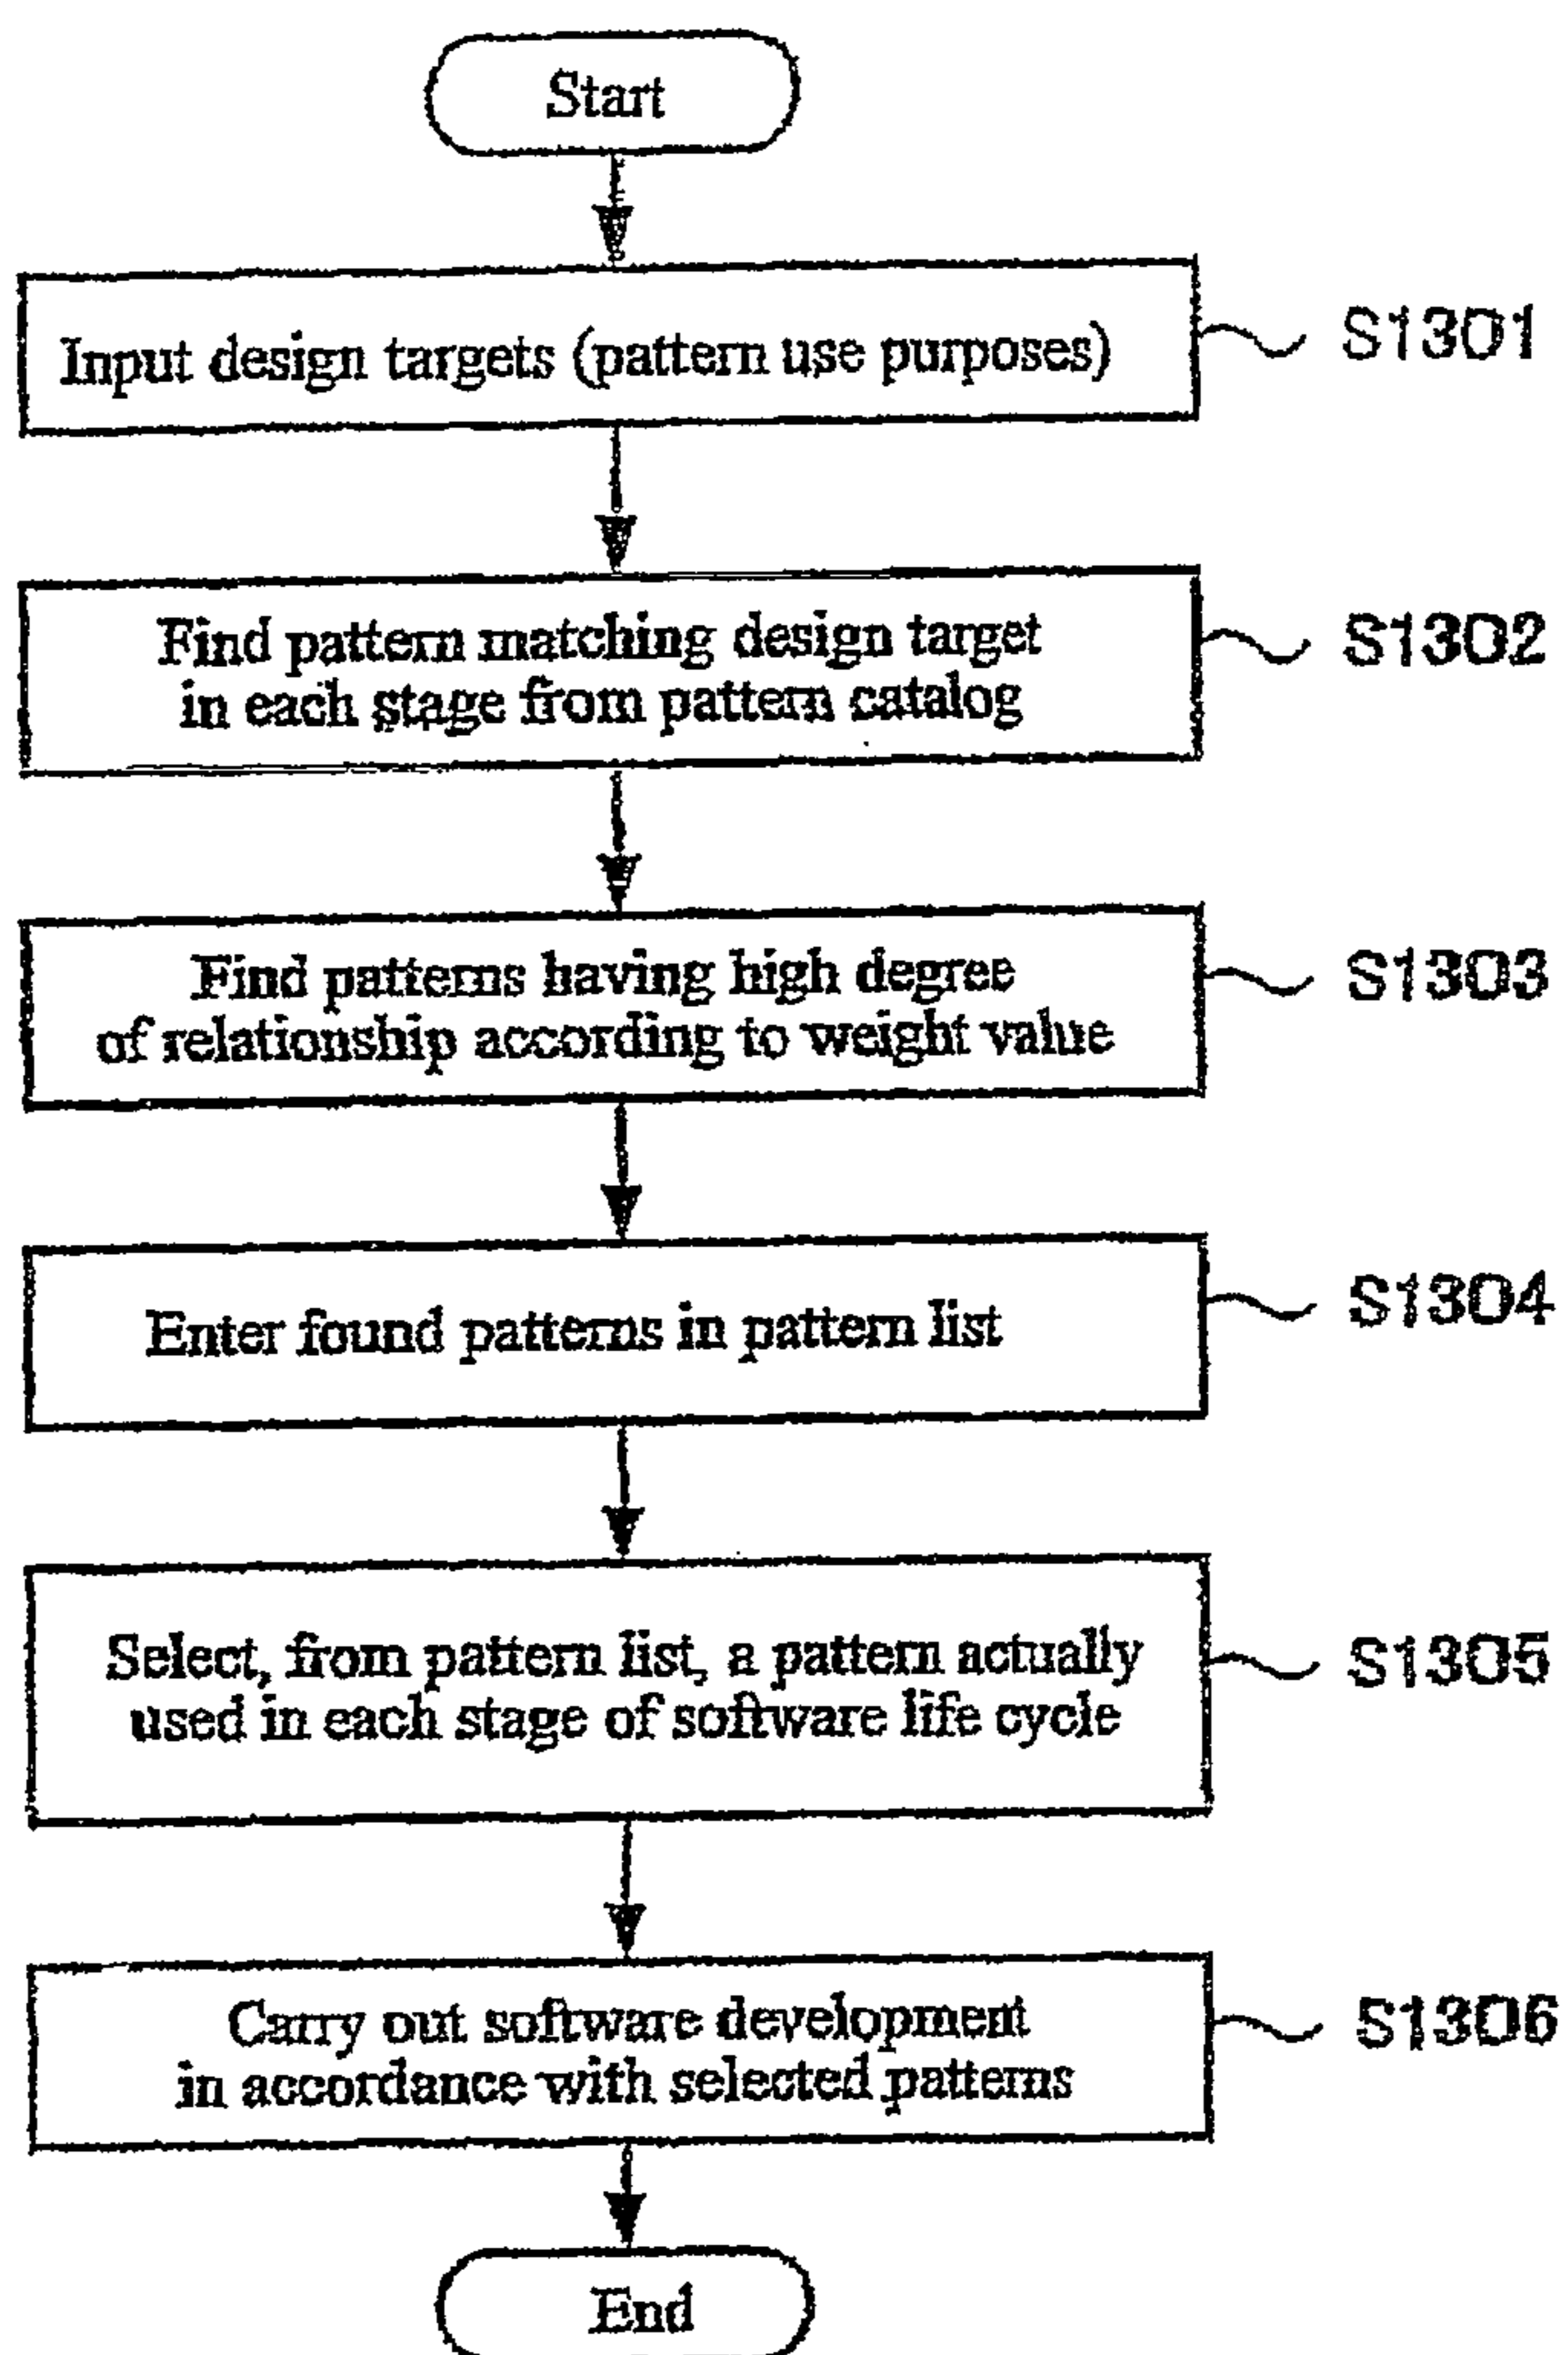 Start
Input design targets (pattern use purposes)
S1301
Find pattern matching design target
in each stage from pattern catalog
S1302
Find patterns having high degree
of relationship according to weight value
S1303
Enter found patterns in pattern list
S1304
Select, from pattern list, a pattern actually
used in each stage of software life cycle
S1305
Carry out software development
in accordance with selected patterns
S1306
End